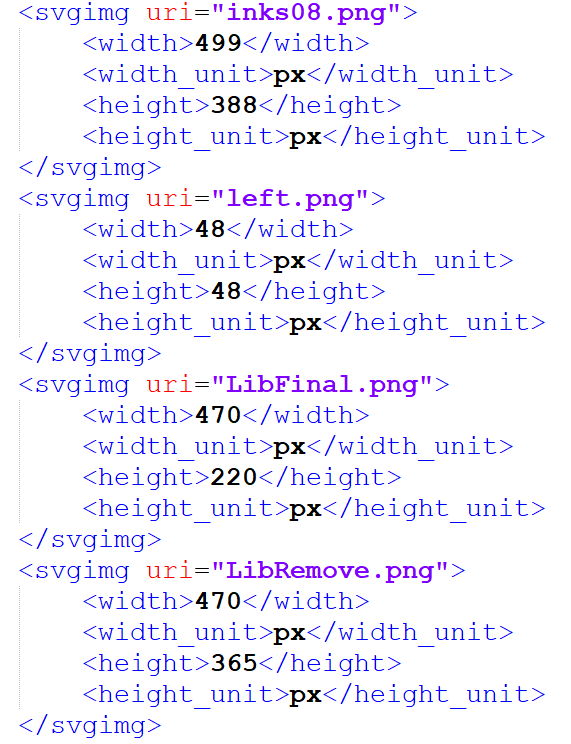 <svgimg uri="inks08.png">
<width>499</width>
<width_unit>px</width_unit>
<height>388</height>
<height_unit>px</height_unit>
</svgimg>
<svgimg uri="left.png">
<width>48</width>
<width_unit>px</width_unit>
<height>48</height>
<height_unit>px</height_unit>
</svgimg>
<svgimg uri="LibFinal.png">
<width>470</width>
<width_unit>px</width_unit>
<height>220</height>
<height_unit>px</height_unit>
</svgimg>
<svgimg uri="LibRemove.png">
<width>470</width>
<width_unit>px</width_unit>
<height>365</height>
<height_unit>px</height_unit>
</svgimg>